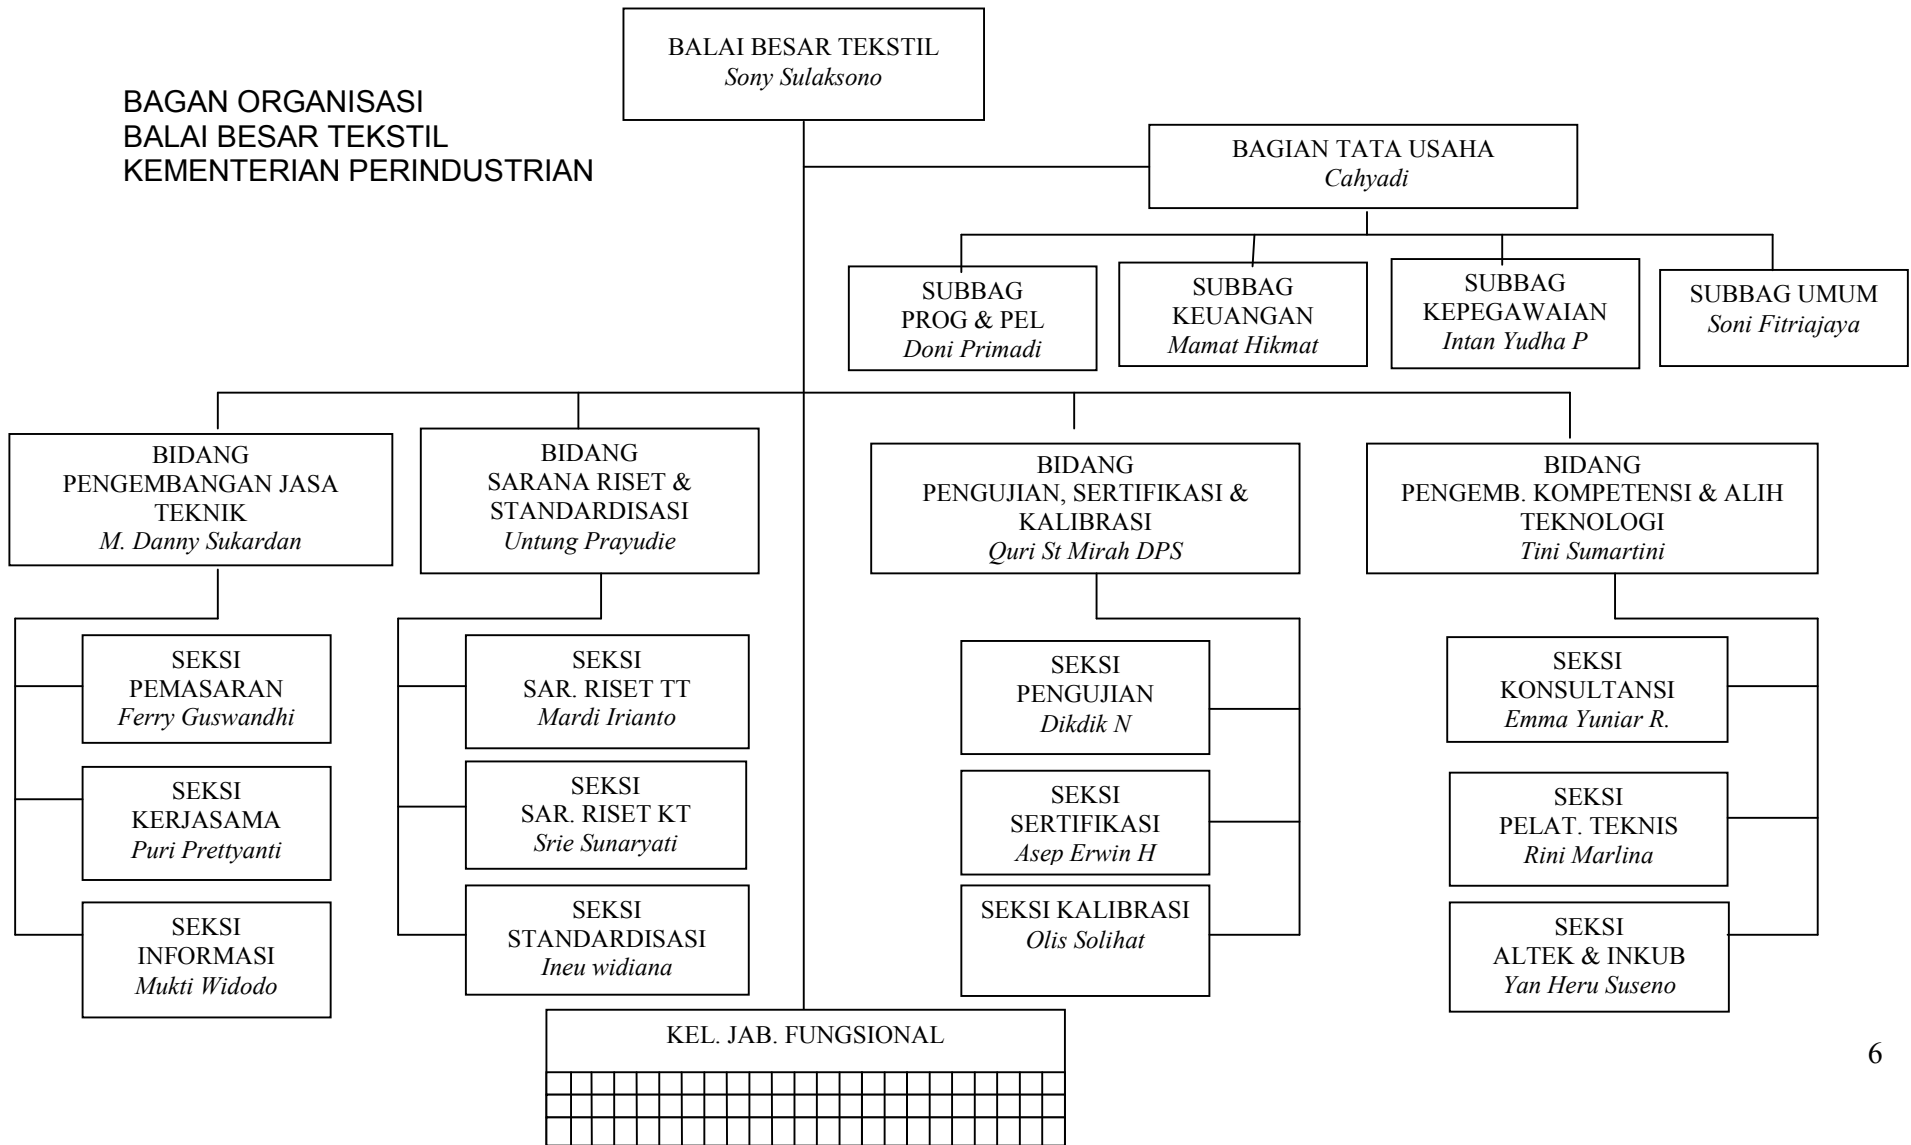 BALAI BESAR TEKSTIL
Sony Sulaksono
BAGAN ORGANISASI
BALAI BESAR TEKSTIL
KEMENTERIAN PERINDUSTRIAN
BAGIAN TATA USAHA
Cahyadi
SUBBAG
PROG & PEL
Doni Primadi
SUBBAG
KEUANGAN
Mamat Hikmat
SUBBAG
KEPEGAWAIAN
Intan Yudha P
SUBBAG UMUM
Soni Fitriajaya
BIDANG
PENGEMBANGAN JASA
TEKNIK
M. Danny Sukardan
BIDANG
SARANA RISET &
STANDARDISASI
Untung Prayudie
BIDANG
PENGUJIAN, SERTIFIKASI &
KALIBRASI
Quri St Mirah DPS
BIDANG
PENGEMB. KOMPETENSI & ALIH
TEKNOLOGI
Tini Sumartini
SEKSI
PEMASARAN
Ferry Guswandhi
SEKSI
KERJASAMA
Puri Prettyanti
SEKSI
INFORMASI
Mukti Widodo
SEKSI
SAR. RISET TT
Mardi Irianto
SEKSI
SAR. RISET KT
Srie Sunaryati
SEKSI
STANDARDISASI
Ineu widiana
SEKSI
PENGUJIAN
Dikdik N
SEKSI
SERTIFIKASI
Asep Erwin H
SEKSI KALIBRASI
Olis Solihat
SEKSI
KONSULTANSI
Emma Yuniar R.
SEKSI
PELAT. TEKNIS
Rini Marlina
SEKSI
ALTEK & INKUB
Yan Heru Suseno
KEL. JAB. FUNGSIONAL
6